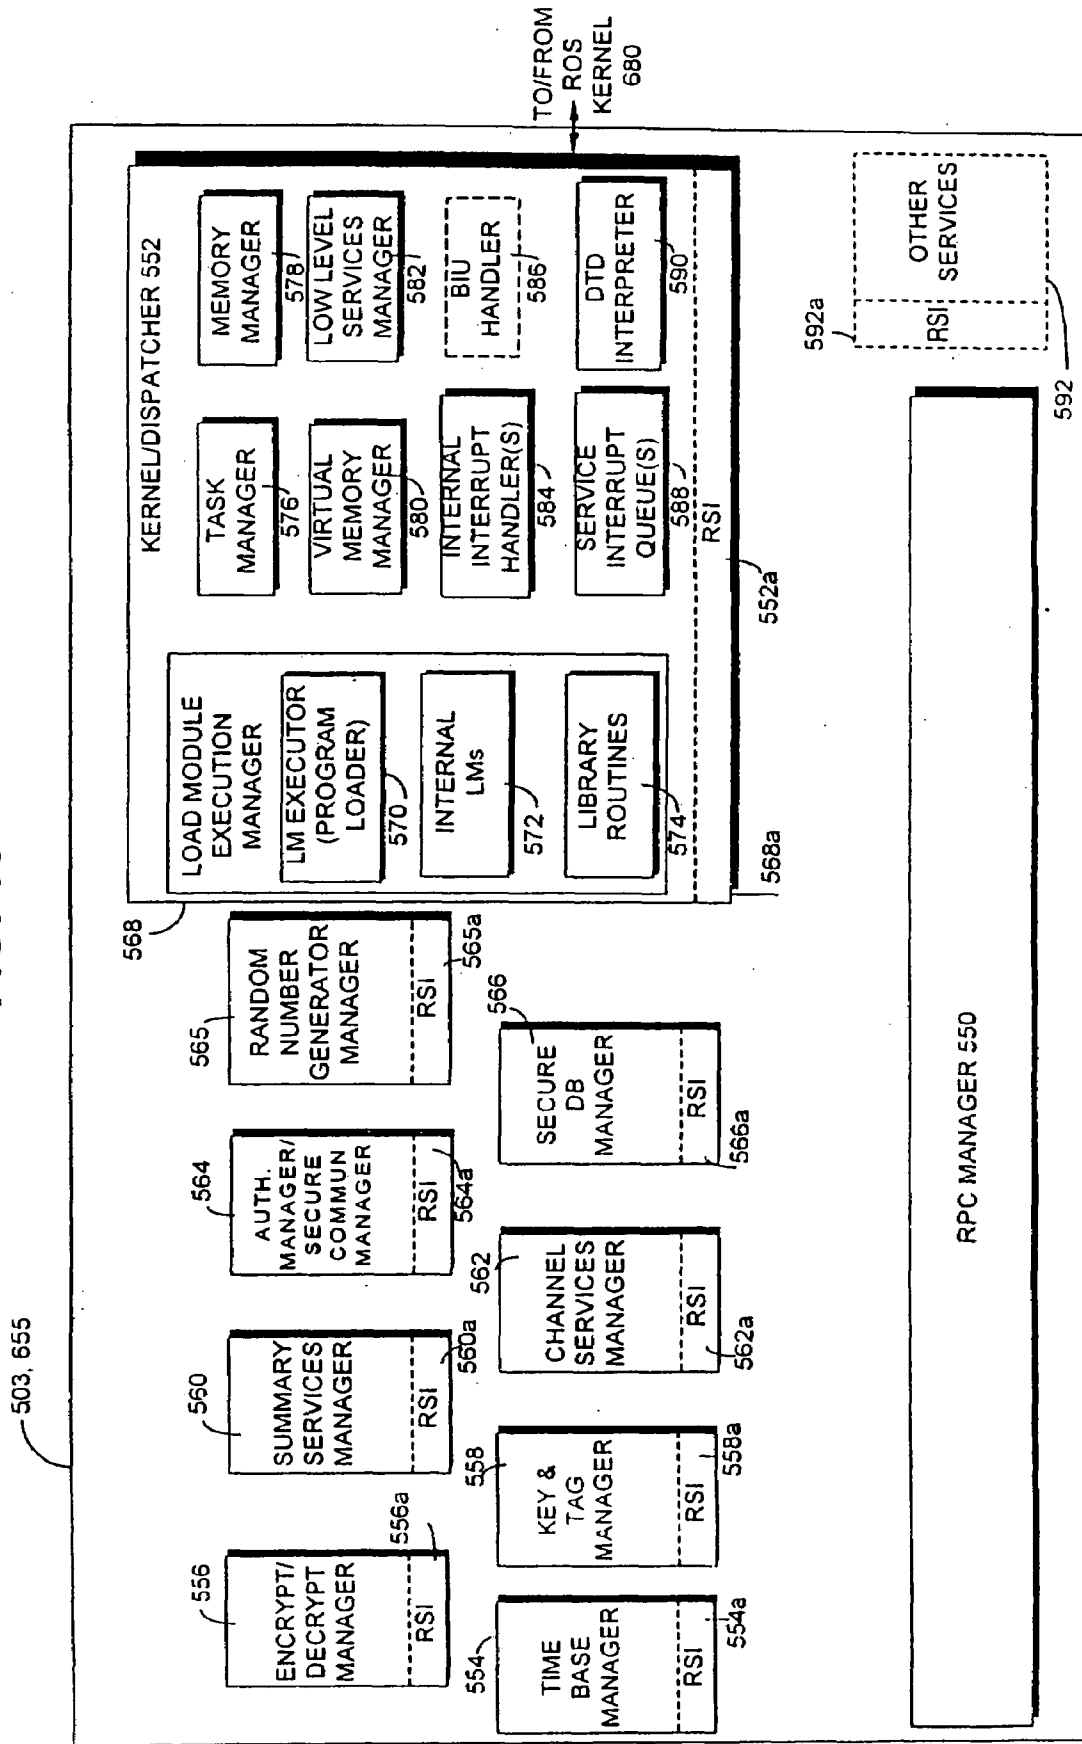 503, 655
556
ENCRYPT/
DECRYPT
MANAGER
RSI
556a
560
SUMMARY
SERVICES
MANAGER
RSI
560a
564
AUTH.
MANAGER/
SECURE
COMMUN
MANAGER
RSI
564a
565
RANDOM
NUMBER
GENERATOR
MANAGER
RSI
565a
554
TIME
BASE
MANAGER
RSI
554a
558
KEY &
TAG
MANAGER
RSI
558a
562
CHANNEL
SERVICES
MANAGER
RSI
562a
566
SECURE
DB
MANAGER
RSI
566a
568
KERNEL/DISPATCHER 552
LOAD MODULE
EXECUTION
MANAGER
LM EXECUTOR
(PROGRAM
LOADER)
570
INTERNAL
LMs
572
LIBRARY
ROUTINES
574
568a
TASK
MANAGER
576
MEMORY
MANAGER
578
VIRTUAL
MEMORY
MANAGER
580
LOW LEVEL
SERVICES
MANAGER
582
INTERNAL
INTERRUPT
HANDLER(S)
584
BIU
HANDLER
586
SERVICE
INTERRUPT
QUEUE(S)
588
DTD
INTERPRETER
590
RSI
552a
TO/FROM
ROS
KERNEL
680
RPC MANAGER 550
592a
RSI
OTHER
SERVICES
592